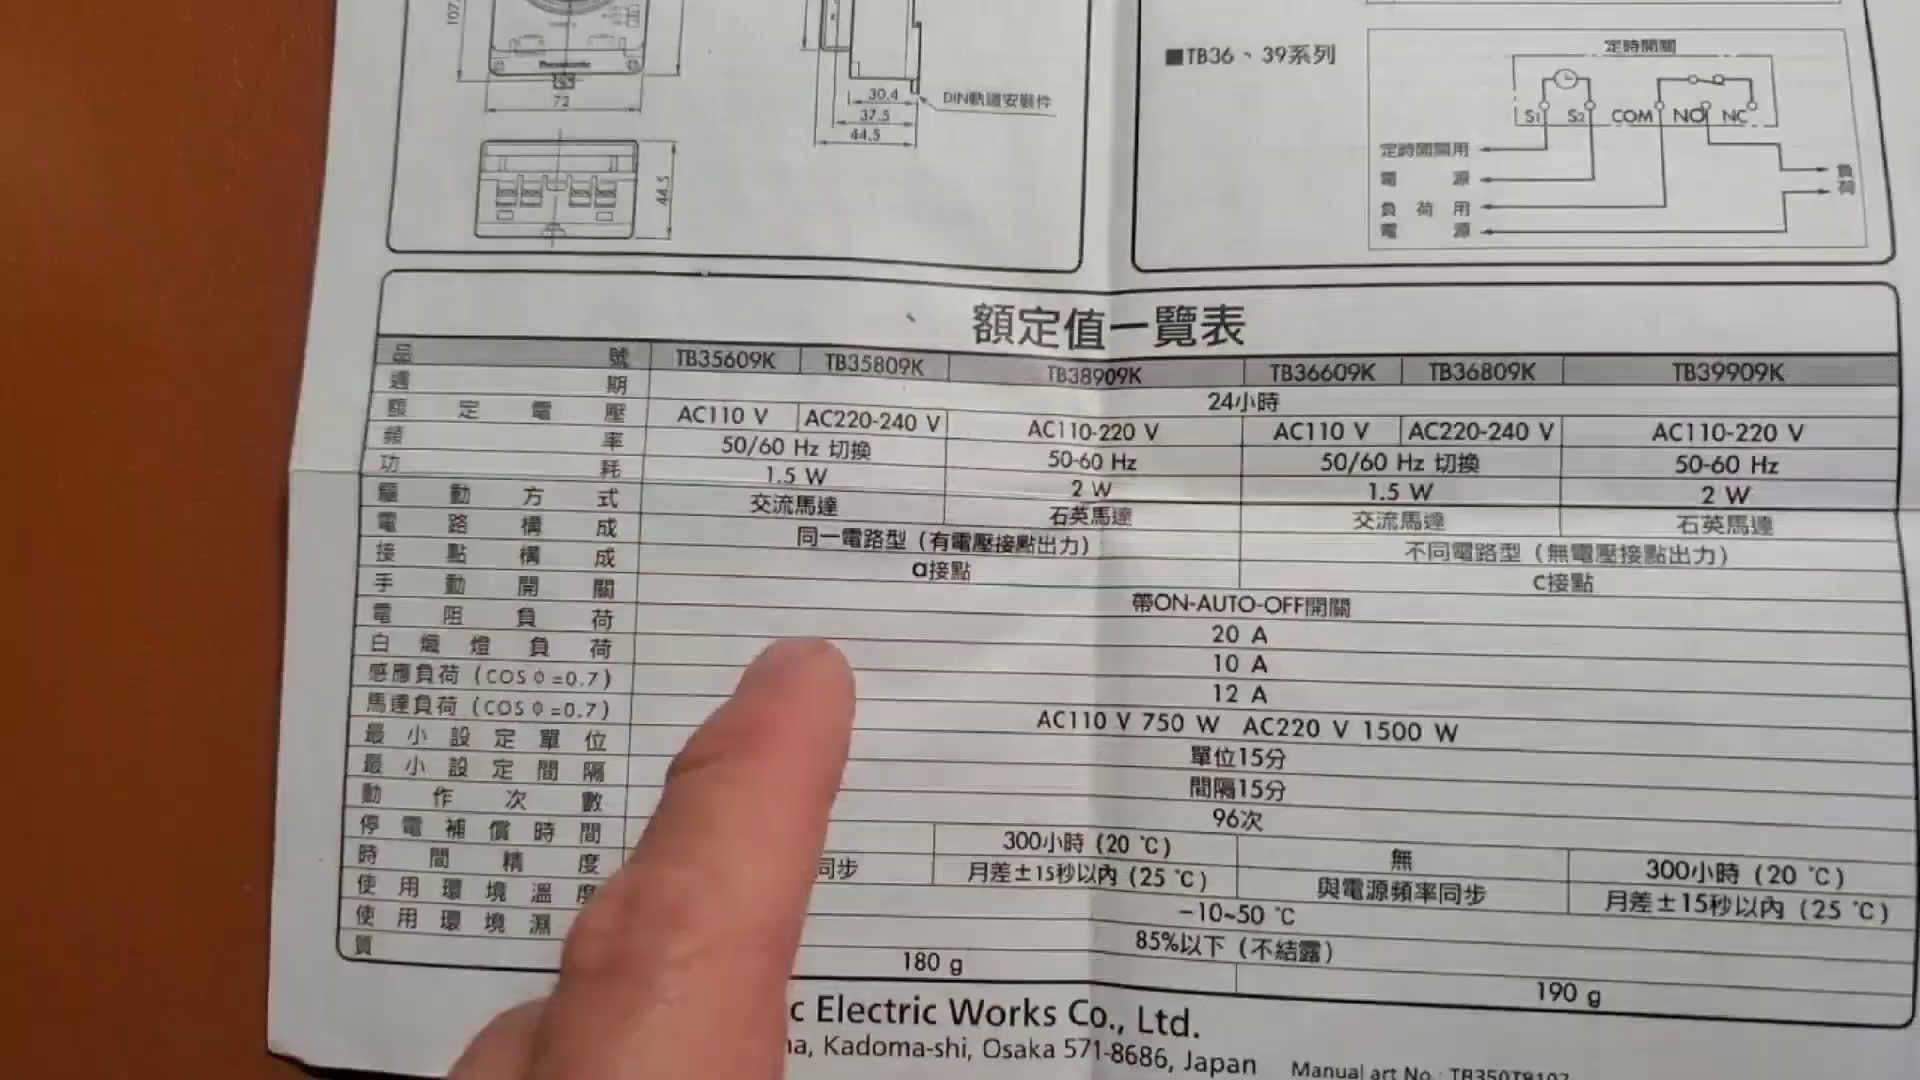 Panasonic
72
30.4
37.5
44.5
DIN軌道安裝件
44.5
■TB36、39系列
定時開關
S1 S2 COM NO NC
定時開關用
電 源
負荷用
電 源
負荷
額定值一覽表
品 號 TB35609K TB35809K TB38909K TB36609K TB36809K TB39909K
週 期 24小時
額定電壓 AC110 V AC220-240 V AC110-220 V AC110 V AC220-240 V AC110-220 V
頻 率 50/60 Hz 切換 50-60 Hz 50/60 Hz 切換 50-60 Hz
功 耗 1.5 W 2 W 1.5 W 2 W
驅動方式 交流馬達 石英馬達 交流馬達 石英馬達
電路構成 同一電路型（有電壓接點出力） 不同電路型（無電壓接點出力）
接點構成 a接點 c接點
手動開關 帶ON-AUTO-OFF開關
電阻負荷 20 A
白熾燈負荷 10 A
感應負荷（COSφ=0.7） 12 A
馬達負荷（COSφ=0.7） AC110 V 750 W AC220 V 1500 W
最小設定單位 單位15分
最小設定間隔 間隔15分
動作次數 96次
停電補償時間 300小時（20 ℃） 無 300小時（20 ℃）
時間精度 同步 月差±15秒以內（25 ℃） 與電源頻率同步 月差±15秒以內（25 ℃）
使用環境溫度 −10~50 ℃
使用環境濕 85%以下（不結露）
質 180 g 190 g
c Electric Works Co., Ltd.
Kadoma-shi, Osaka 571-8686, Japan Manual art No.: